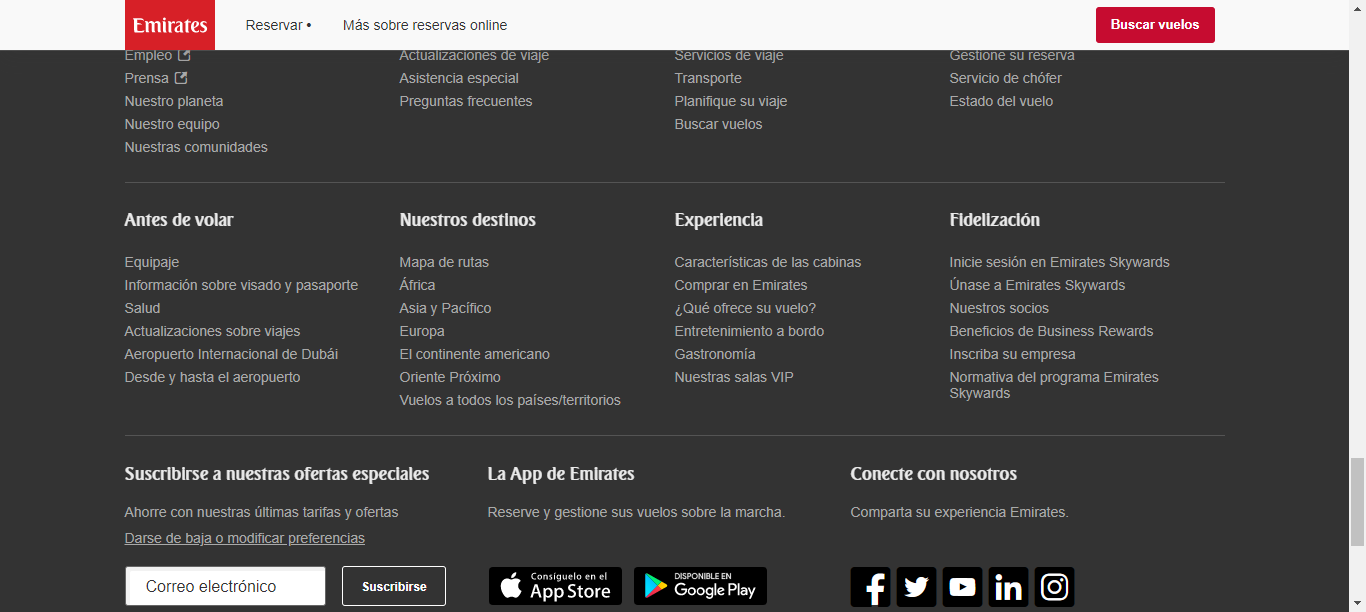 Emirates
Reservar •
Más sobre reservas online
Buscar vuelos
Empleo
Prensa
Nuestro planeta
Nuestro equipo
Nuestras comunidades
Actualizaciones de viaje
Asistencia especial
Preguntas frecuentes
Servicios de viaje
Transporte
Planifique su viaje
Buscar vuelos
Gestione su reserva
Servicio de chófer
Estado del vuelo
Antes de volar
Equipaje
Información sobre visado y pasaporte
Salud
Actualizaciones sobre viajes
Aeropuerto Internacional de Dubái
Desde y hasta el aeropuerto
Nuestros destinos
Mapa de rutas
África
Asia y Pacífico
Europa
El continente americano
Oriente Próximo
Vuelos a todos los países/territorios
Experiencia
Características de las cabinas
Comprar en Emirates
¿Qué ofrece su vuelo?
Entretenimiento a bordo
Gastronomía
Nuestras salas VIP
Fidelización
Inicie sesión en Emirates Skywards
Únase a Emirates Skywards
Nuestros socios
Beneficios de Business Rewards
Inscriba su empresa
Normativa del programa Emirates
Skywards
Suscribirse a nuestras ofertas especiales
Ahorre con nuestras últimas tarifas y ofertas
Darse de baja o modificar preferencias
Correo electrónico
Suscribirse
La App de Emirates
Reserve y gestione sus vuelos sobre la marcha.
Consíguelo en el
App Store
DISPONIBLE EN
Google Play
Conecte con nosotros
Comparta su experiencia Emirates.